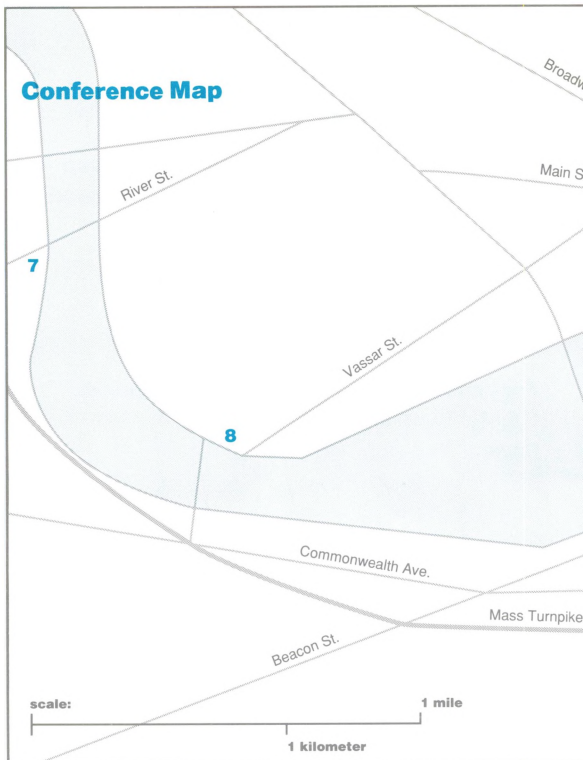 Conference Map
Broadw
Main S
River St.
7
Vassar St.
8
Commonwealth Ave.
Mass Turnpike
Beacon St.
scale:
1 mile
1 kilometer